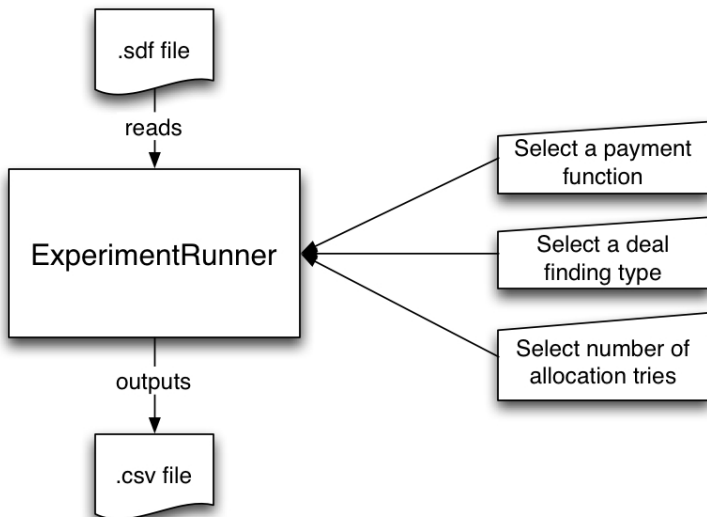 .sdf file
reads
ExperimentRunner
outputs
.csv file
Select a payment
function
Select a deal
finding type
Select number of
allocation tries